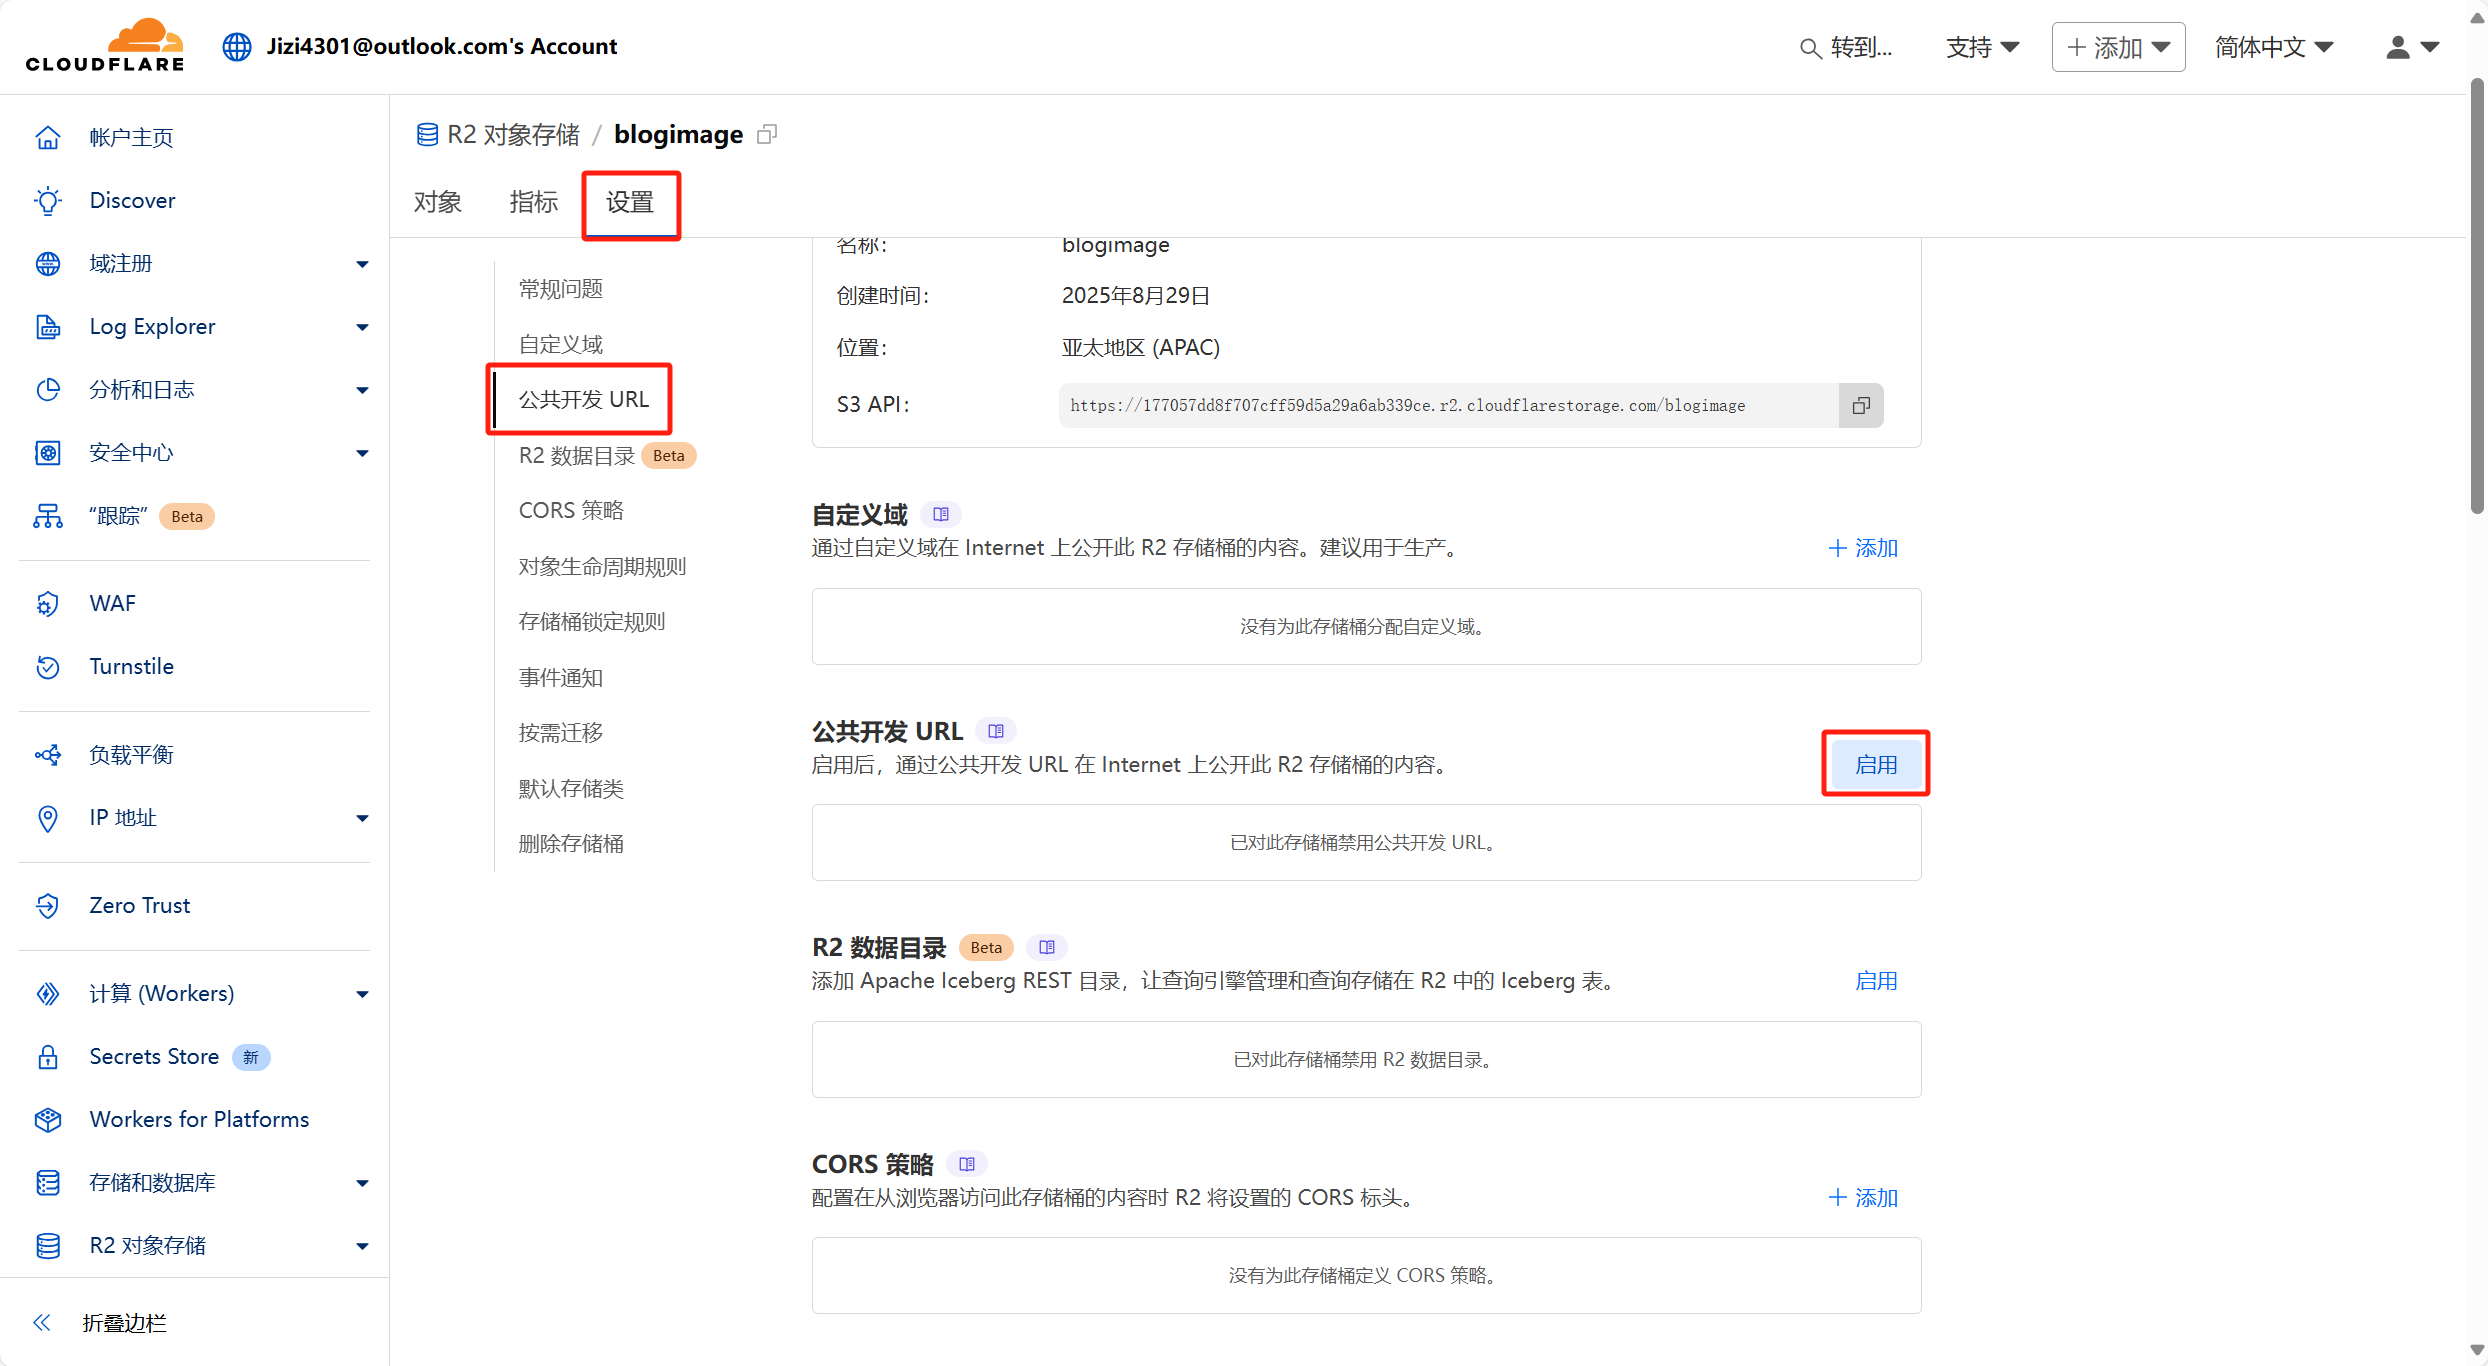 CLOUDFLARE
Jizi4301@outlook.com's Account
转到...
支持
添加
简体中文
帐户主页
Discover
域注册
Log Explorer
分析和日志
安全中心
“跟踪” Beta
WAF
Turnstile
负载平衡
IP 地址
Zero Trust
计算 (Workers)
Secrets Store 新
Workers for Platforms
存储和数据库
R2 对象存储
折叠边栏
R2 对象存储 / blogimage
对象 指标 设置
常规问题
自定义域
公共开发 URL
R2 数据目录 Beta
CORS 策略
对象生命周期规则
存储桶锁定规则
事件通知
按需迁移
默认存储类
删除存储桶
名称： blogimage
创建时间： 2025年8月29日
位置： 亚太地区 (APAC)
S3 API： https://177057dd8f707cff59d5a29a6ab339ce.r2.cloudflarestorage.com/blogimage
自定义域
通过自定义域在 Internet 上公开此 R2 存储桶的内容。建议用于生产。
添加
没有为此存储桶分配自定义域。
公共开发 URL
启用后，通过公共开发 URL 在 Internet 上公开此 R2 存储桶的内容。
启用
已对此存储桶禁用公共开发 URL。
R2 数据目录 Beta
添加 Apache Iceberg REST 目录，让查询引擎管理和查询存储在 R2 中的 Iceberg 表。
启用
已对此存储桶禁用 R2 数据目录。
CORS 策略
配置在从浏览器访问此存储桶的内容时 R2 将设置的 CORS 标头。
添加
没有为此存储桶定义 CORS 策略。